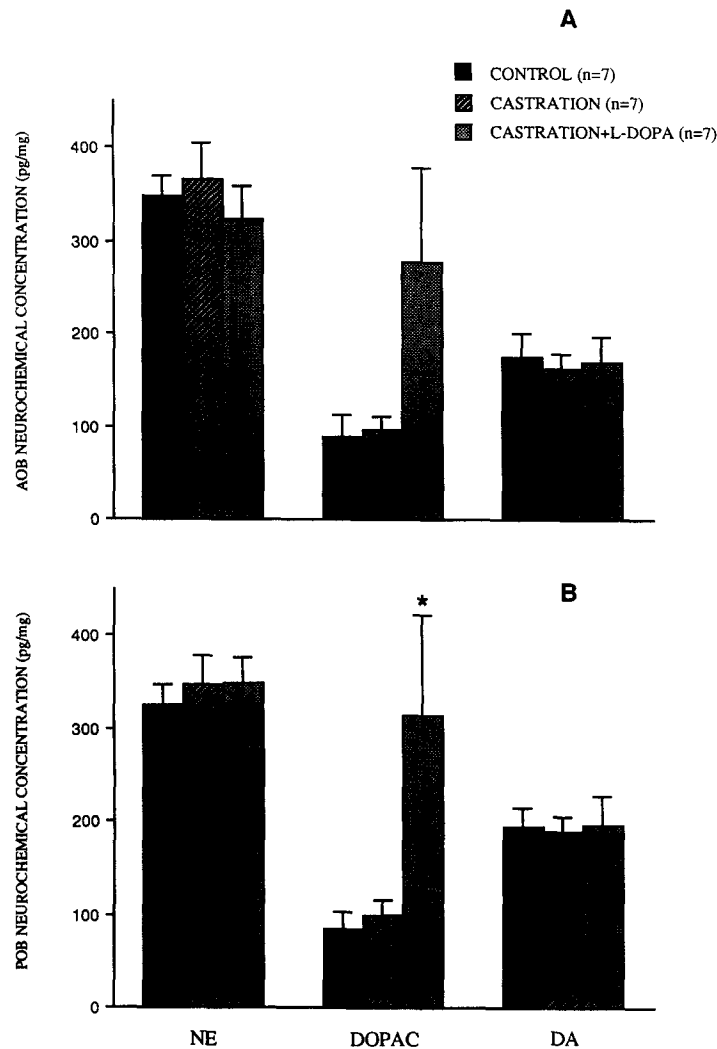 A
CONTROL (n=7)
CASTRATION (n=7)
CASTRATION+L-DOPA (n=7)
AOB NEUROCHEMICAL CONCENTRATION (pg/mg)
400
300
200
100
0
B
*
POB NEUROCHEMICAL CONCENTRATION (pg/mg)
400
300
200
100
0
NE DOPAC DA